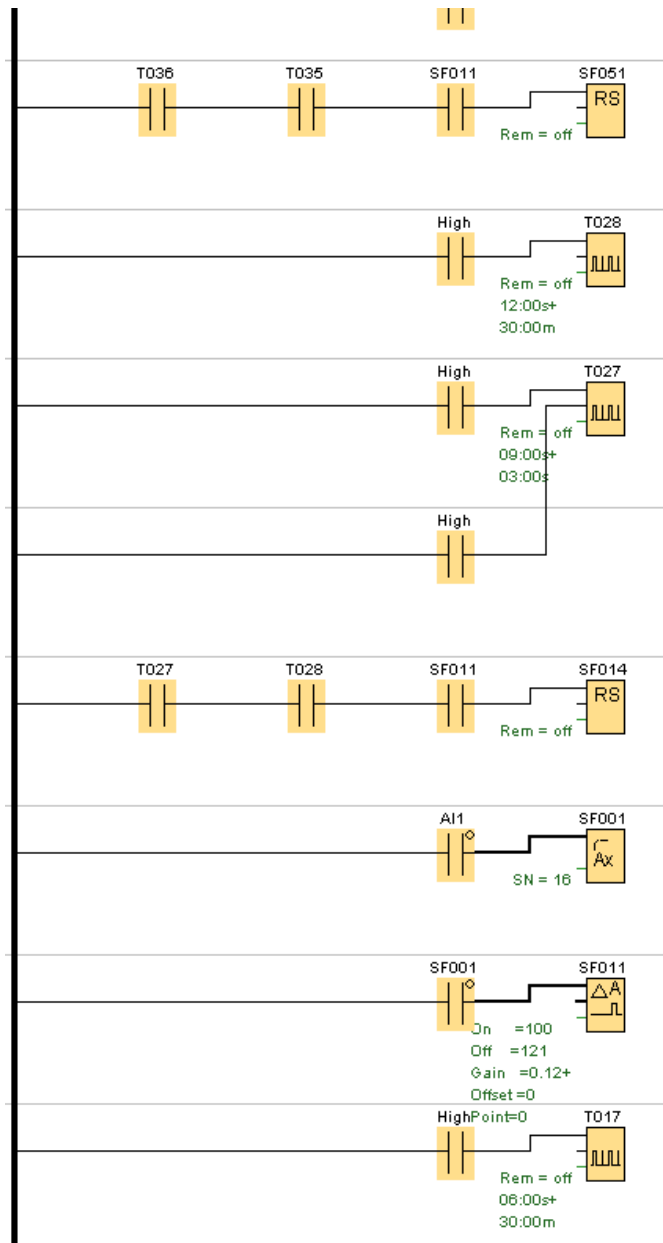 T036 T035 SF011 SF051
RS
Rem = off
High T028
Rem = off
12:00s+
30:00m
High T027
Rem = off
09:00s+
03:00s
High
T027 T028 SF011 SF014
RS
Rem = off
AI1 SF001
Ax
SN = 16
SF001 SF011
△A
On =100
Off =121
Gain =0.12+
Offset=0
High Point=0 T017
Rem = off
06:00s+
30:00m